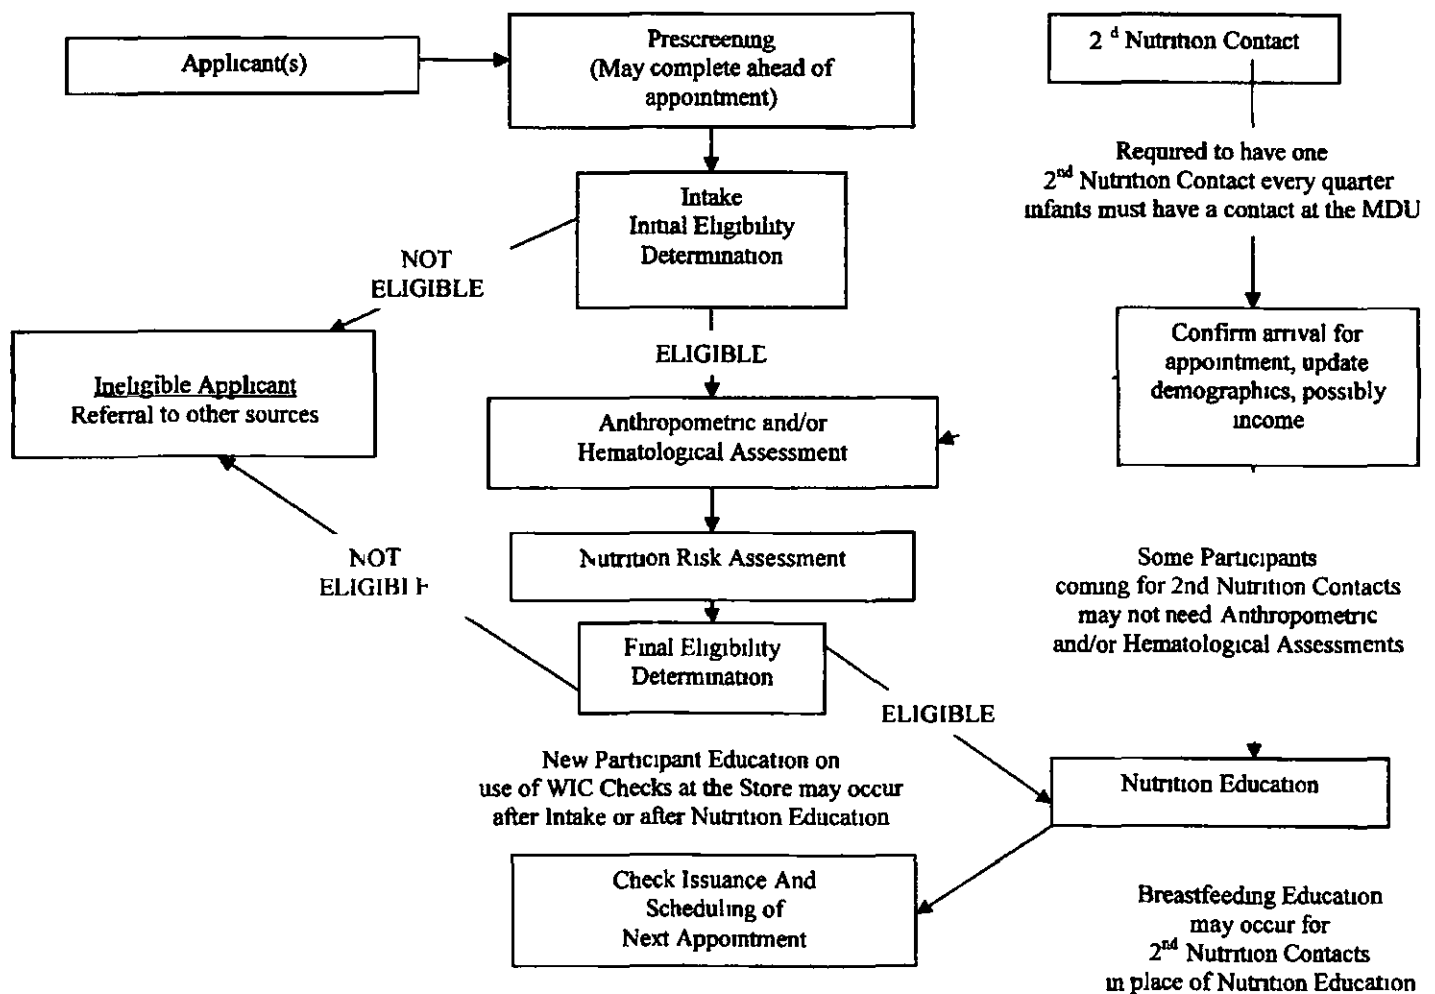 Applicant(s)
Prescreening
(May complete ahead of
appointment)
2 d Nutrition Contact
Required to have one
2nd Nutrition Contact every quarter
infants must have a contact at the MDU
Intake
Initial Eligibility
Determination
NOT
ELIGIBLE
ELIGIBLE
Ineligible Applicant
Referral to other sources
Confirm arrival for
appointment, update
demographics, possibly
income
Anthropometric and/or
Hematological Assessment
Nutrition Risk Assessment
NOT
ELIGIBLE
Some Participants
coming for 2nd Nutrition Contacts
may not need Anthropometric
and/or Hematological Assessments
Final Eligibility
Determination
ELIGIBLE
New Participant Education on
use of WIC Checks at the Store may occur
after Intake or after Nutrition Education
Nutrition Education
Check Issuance And
Scheduling of
Next Appointment
Breastfeeding Education
may occur for
2nd Nutrition Contacts
in place of Nutrition Education